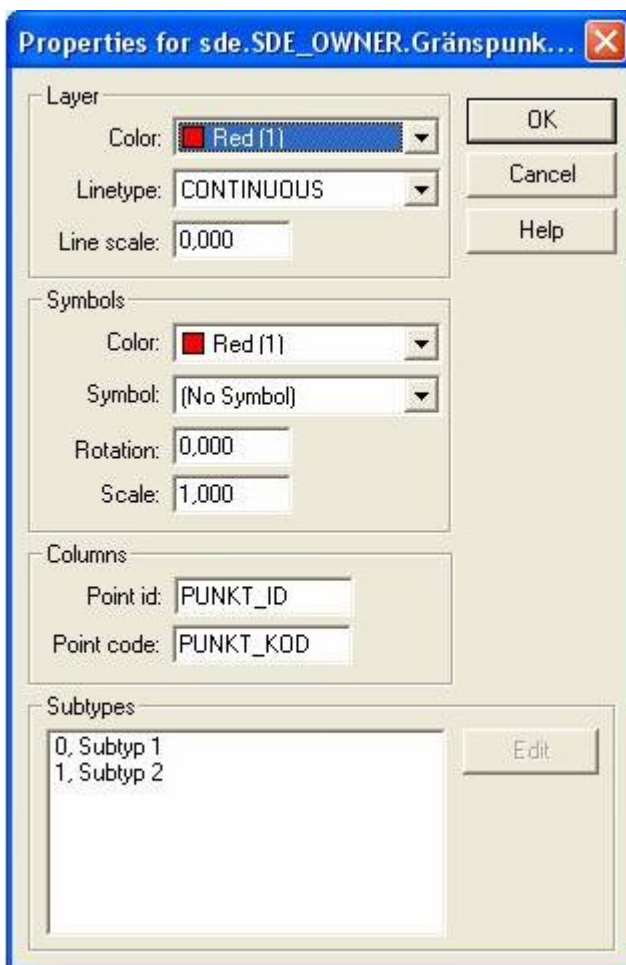 Properties for sde.SDE_OWNER.Gränspunk...
Layer
Color: Red (1)
Linetype: CONTINUOUS
Line scale: 0,000
OK
Cancel
Help
Symbols
Color: Red (1)
Symbol: (No Symbol)
Rotation: 0,000
Scale: 1,000
Columns
Point id: PUNKT_ID
Point code: PUNKT_KOD
Subtypes
0, Subtyp 1
1, Subtyp 2
Edit